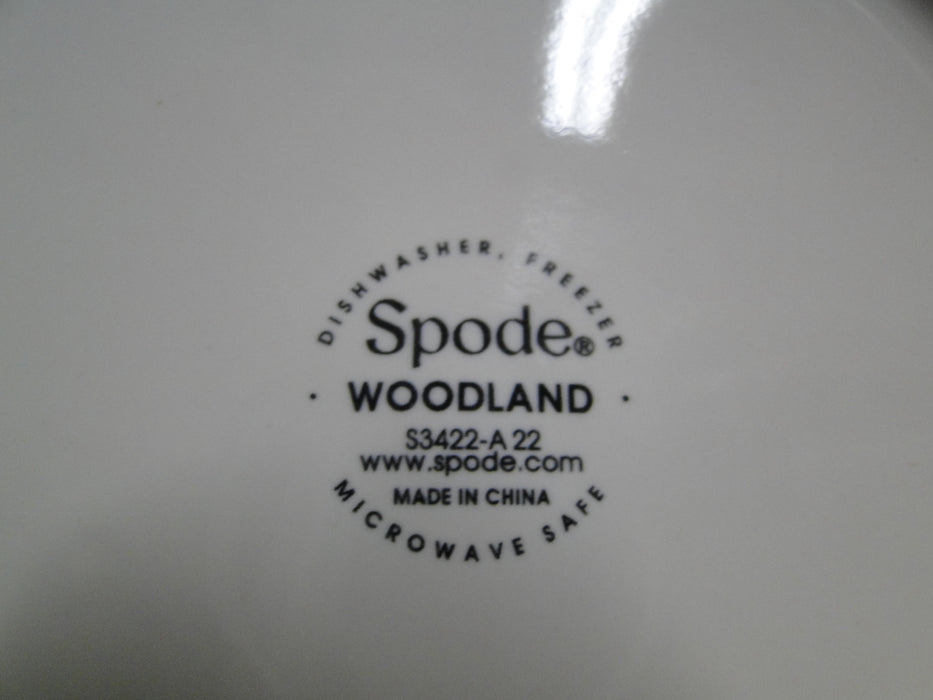 DISHWASHER, FREEZER
Spode®
· WOODLAND ·
S3422-A 22
www.spode.com
MADE IN CHINA
MICROWAVE SAFE